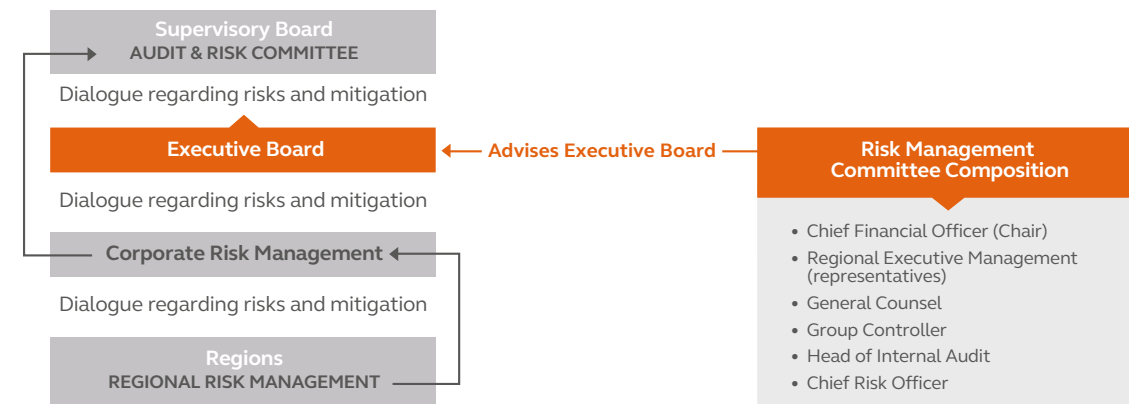 Supervisory Board
AUDIT & RISK COMMITTEE
Dialogue regarding risks and mitigation
Executive Board
Advises Executive Board
Dialogue regarding risks and mitigation
Corporate Risk Management
Dialogue regarding risks and mitigation
Regions
REGIONAL RISK MANAGEMENT
Risk Management
Committee Composition
• Chief Financial Officer (Chair)
• Regional Executive Management
(representatives)
• General Counsel
• Group Controller
• Head of Internal Audit
• Chief Risk Officer